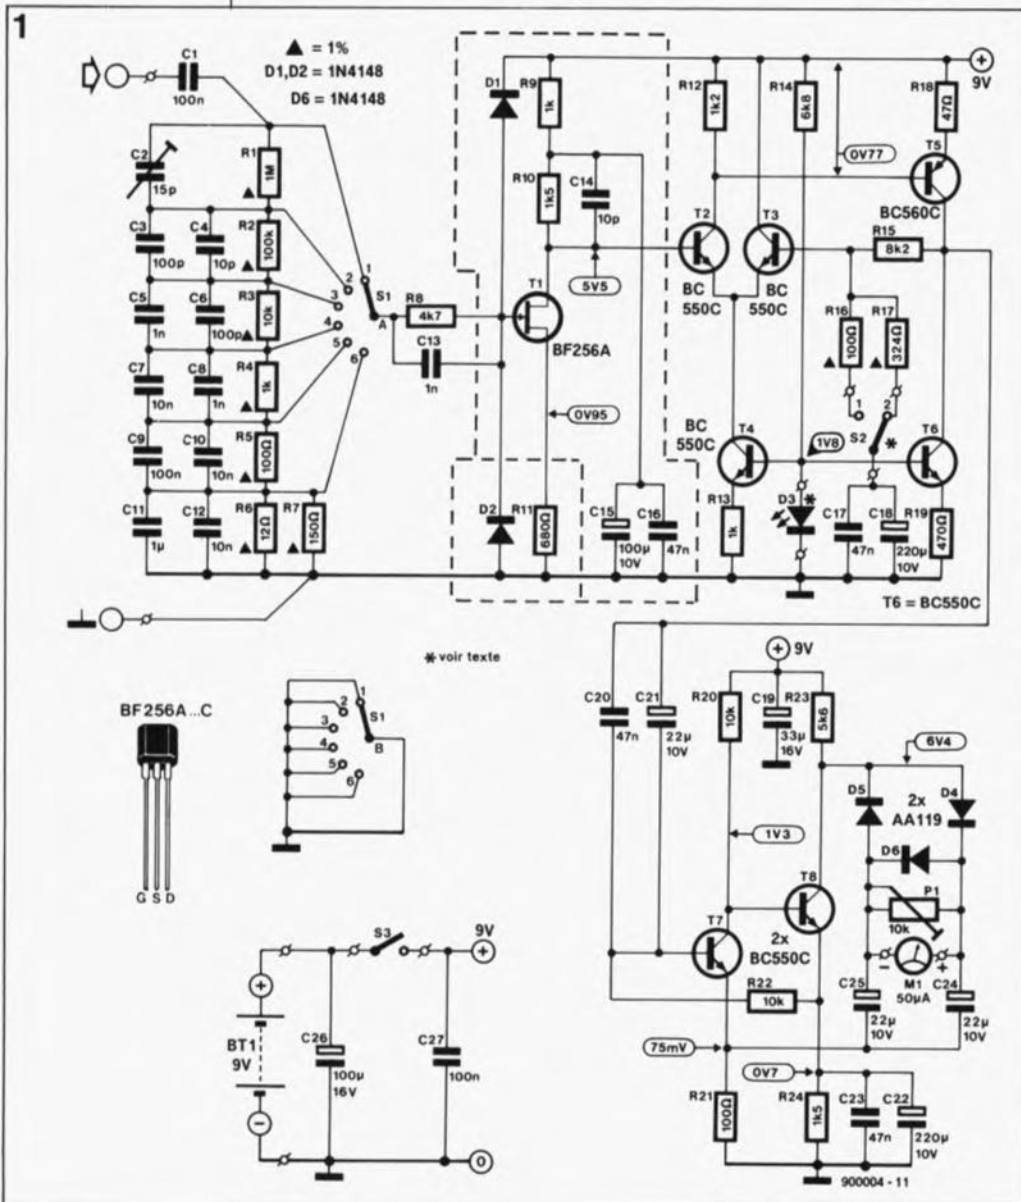 1
C1
100n
▲ = 1%
D1,D2 = 1N4148
D6 = 1N4148
C2
15p
R1
1M
▲
C3
100p
C4
10p
R2
100k
▲
C5
1n
C6
100p
R3
10k
▲
C7
10n
C8
1n
R4
1k
▲
C9
100n
C10
10n
R5
100Ω
▲
C11
1µ
C12
10n
R6
12Ω
▲
R7
150Ω
▲
1
2
3
4
5
6
S1
A
R8
4k7
C13
1n
D1
R9
1k
R10
1k5
C14
10p
T1
BF256A
5V5
0V95
D2
R11
680Ω
C15
100µ
10V
C16
47n
R12
1k2
R14
6k8
R18
47Ω
+
9V
0V77
T5
BC560C
T2
BC
550C
T3
BC
550C
R15
8k2
R16
100Ω
▲
R17
324Ω
▲
1
2
S2
*
BC
550C
T4
1V8
T6
R13
1k
D3
*
C17
47n
C18
220µ
10V
R19
470Ω
T6 = BC550C
* voir texte
BF256A...C
G S D
1
2
3
4
5
6
S1
B
+
9V
C20
47n
C21
22µ
10V
R20
10k
C19
33µ
16V
R23
5k6
6V4
D5
2x
AA119
D4
D6
P1
10k
1V3
T8
T7
2x
BC550C
R22
10k
–
+
M1
50µA
C25
22µ
10V
C24
22µ
10V
75mV
0V7
R21
100Ω
R24
1k5
C23
47n
C22
220µ
10V
S3
9V
+
+
BT1
9V
–
C26
100µ
16V
C27
100n
0
900004 - 11